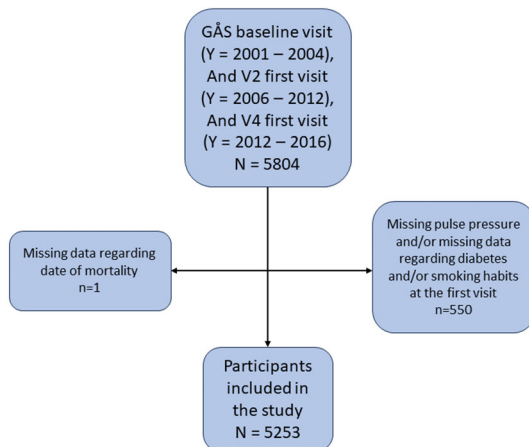 GÅS baseline visit
(Y = 2001 – 2004),
And V2 first visit
(Y = 2006 – 2012),
And V4 first visit
(Y = 2012 – 2016)
N = 5804
Missing data regarding
date of mortality
n=1
Missing pulse pressure
and/or missing data
regarding diabetes
and/or smoking habits
at the first visit
n=550
Participants
included in
the study
N = 5253